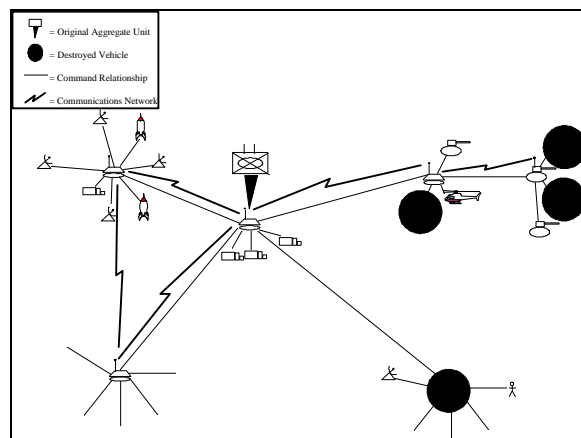 = Original Aggregate Unit
= Destroyed Vehicle
= Command Relationship
= Communications Network